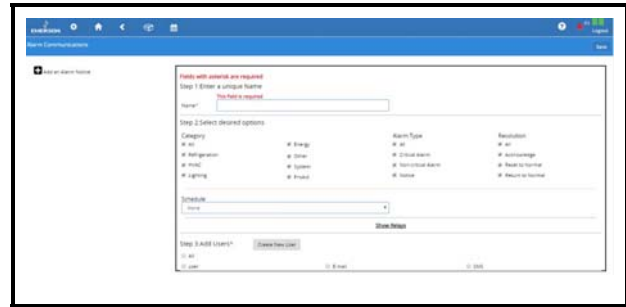 EMERSON
Logout
Alarm Communications
Save
Add an Alarm Notice
Fields with asterisk are required
Step 1:Enter a unique Name
This field is required
Name*
Step 2:Select desired options
Category Alarm Type Resolution
All Energy All All
Refrigeration Other Critical Alarm Acknowledge
HVAC System Non-critical Alarm Reset to Normal
Lighting ProAct Notice Return to Normal
Schedule
None
Show Relays
Step 3:Add Users* Create New User
All
user E-mail SMS